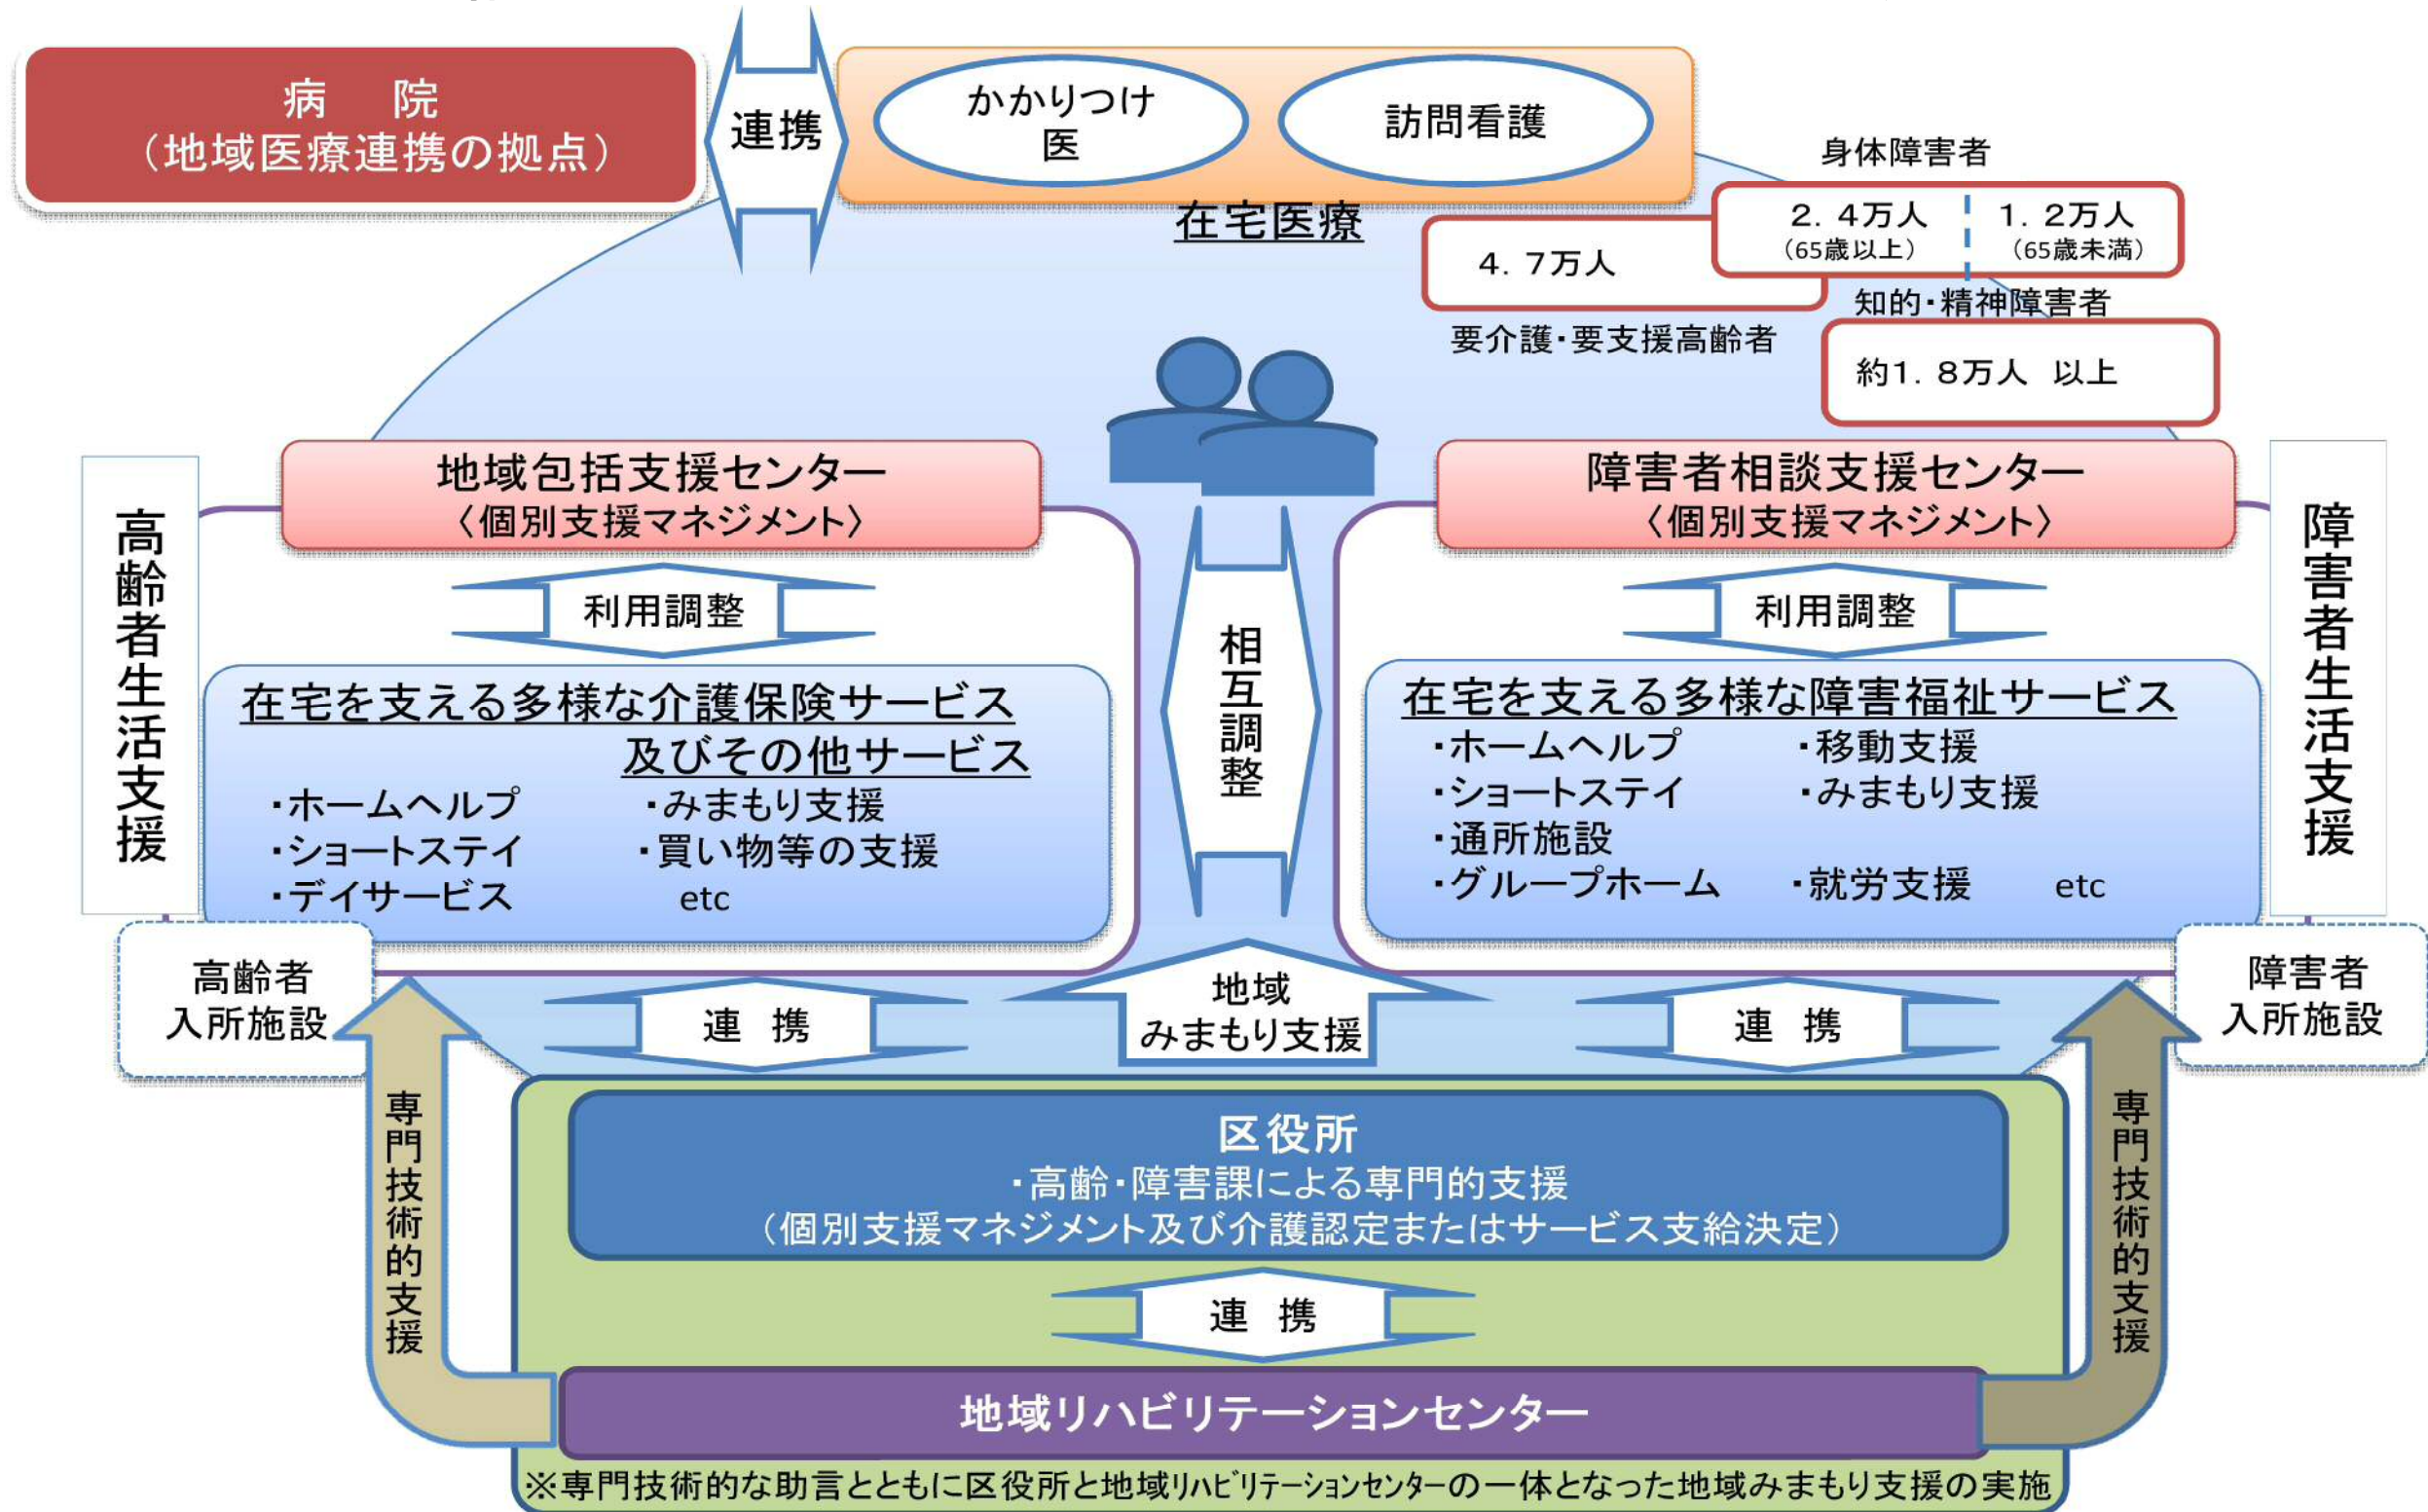 病 院
（地域医療連携の拠点）
連携
かかりつけ
医
訪問看護
在宅医療
身体障害者
2．4万人
（65歳以上）
1．2万人
（65歳未満）
4．7万人
要介護・要支援高齢者
知的・精神障害者
約1．8万人 以上
高齢者生活支援
地域包括支援センター
〈個別支援マネジメント〉
利用調整
在宅を支える多様な介護保険サービス
及びその他サービス
・ホームヘルプ ・みまもり支援
・ショートステイ ・買い物等の支援
・デイサービス etc
高齢者
入所施設
相互調整
障害者相談支援センター
〈個別支援マネジメント〉
利用調整
在宅を支える多様な障害福祉サービス
・ホームヘルプ ・移動支援
・ショートステイ ・みまもり支援
・通所施設
・グループホーム ・就労支援 etc
障害者生活支援
障害者
入所施設
連 携
地域
みまもり支援
連 携
専門技術的支援
区役所
・高齢・障害課による専門的支援
（個別支援マネジメント及び介護認定またはサービス支給決定）
連 携
専門技術的支援
地域リハビリテーションセンター
※専門技術的な助言とともに区役所と地域リハビリテーションセンターの一体となった地域みまもり支援の実施